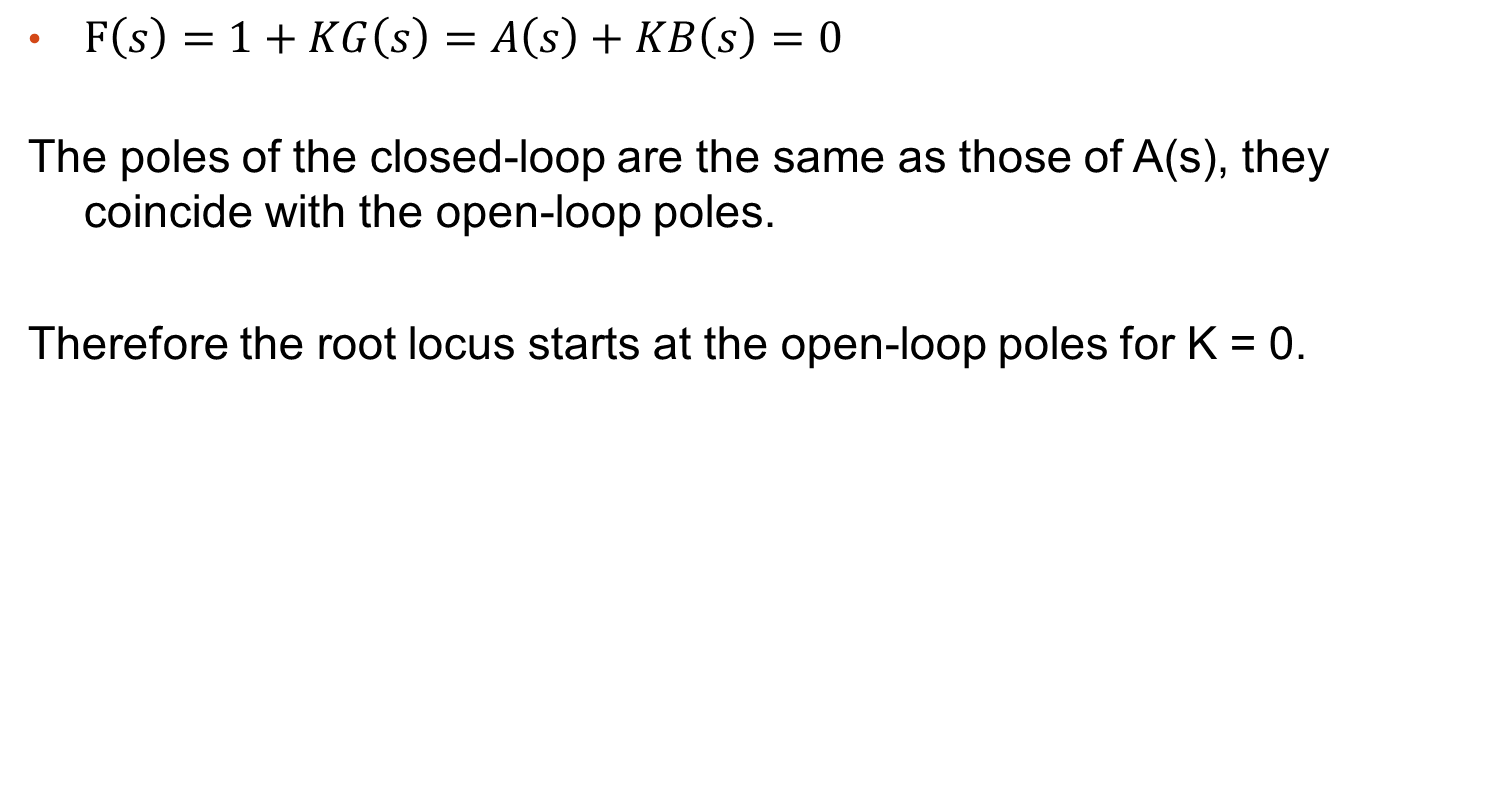 • F(s) = 1 + KG(s) = A(s) + KB(s) = 0
The poles of the closed-loop are the same as those of A(s), they
coincide with the open-loop poles.
Therefore the root locus starts at the open-loop poles for K = 0.